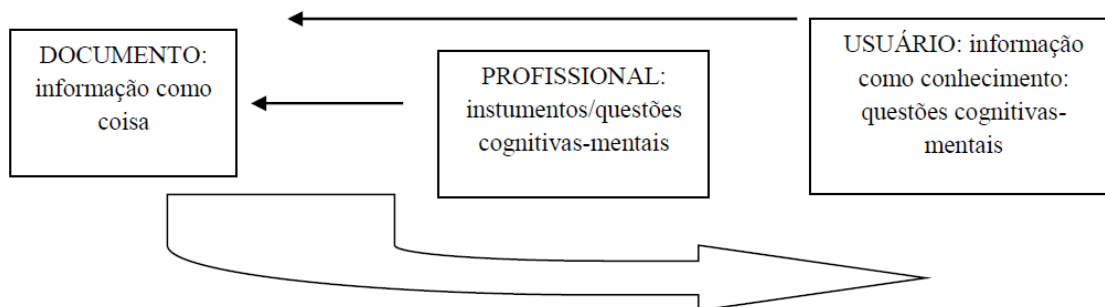 DOCUMENTO:
informação como
coisa
PROFISSIONAL:
instumentos/questões
cognitivas-mentais
USUÁRIO: informação
como conhecimento:
questões cognitivas-
mentais